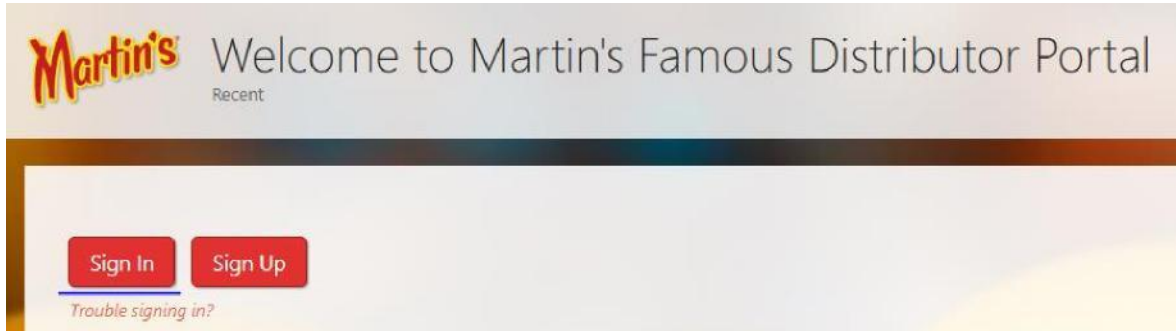 Martin's
Welcome to Martin's Famous Distributor Portal
Recent
Sign In
Sign Up
Trouble signing in?